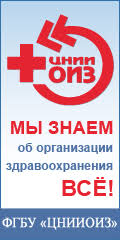 ЦНИИ
ОИЗ
МЫ ЗНАЕМ
об организации
здравоохранения
ВСЁ!
ФГБУ «ЦНИИОИЗ»